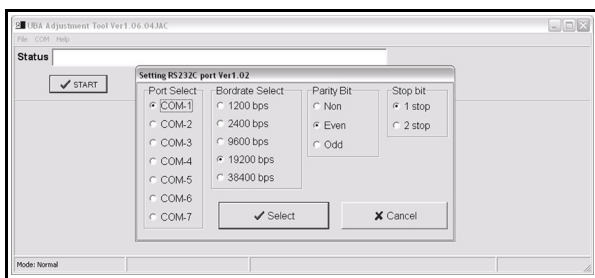 UBA Adjustment Tool Ver1.06.04JAC
File COM Help
Status
START
Setting RS232C port Ver1.02
Port Select
COM-1
COM-2
COM-3
COM-4
COM-5
COM-6
COM-7
Bordrate Select
1200 bps
2400 bps
9600 bps
19200 bps
38400 bps
Parity Bit
Non
Even
Odd
Stop bit
1 stop
2 stop
Select
Cancel
Mode: Normal